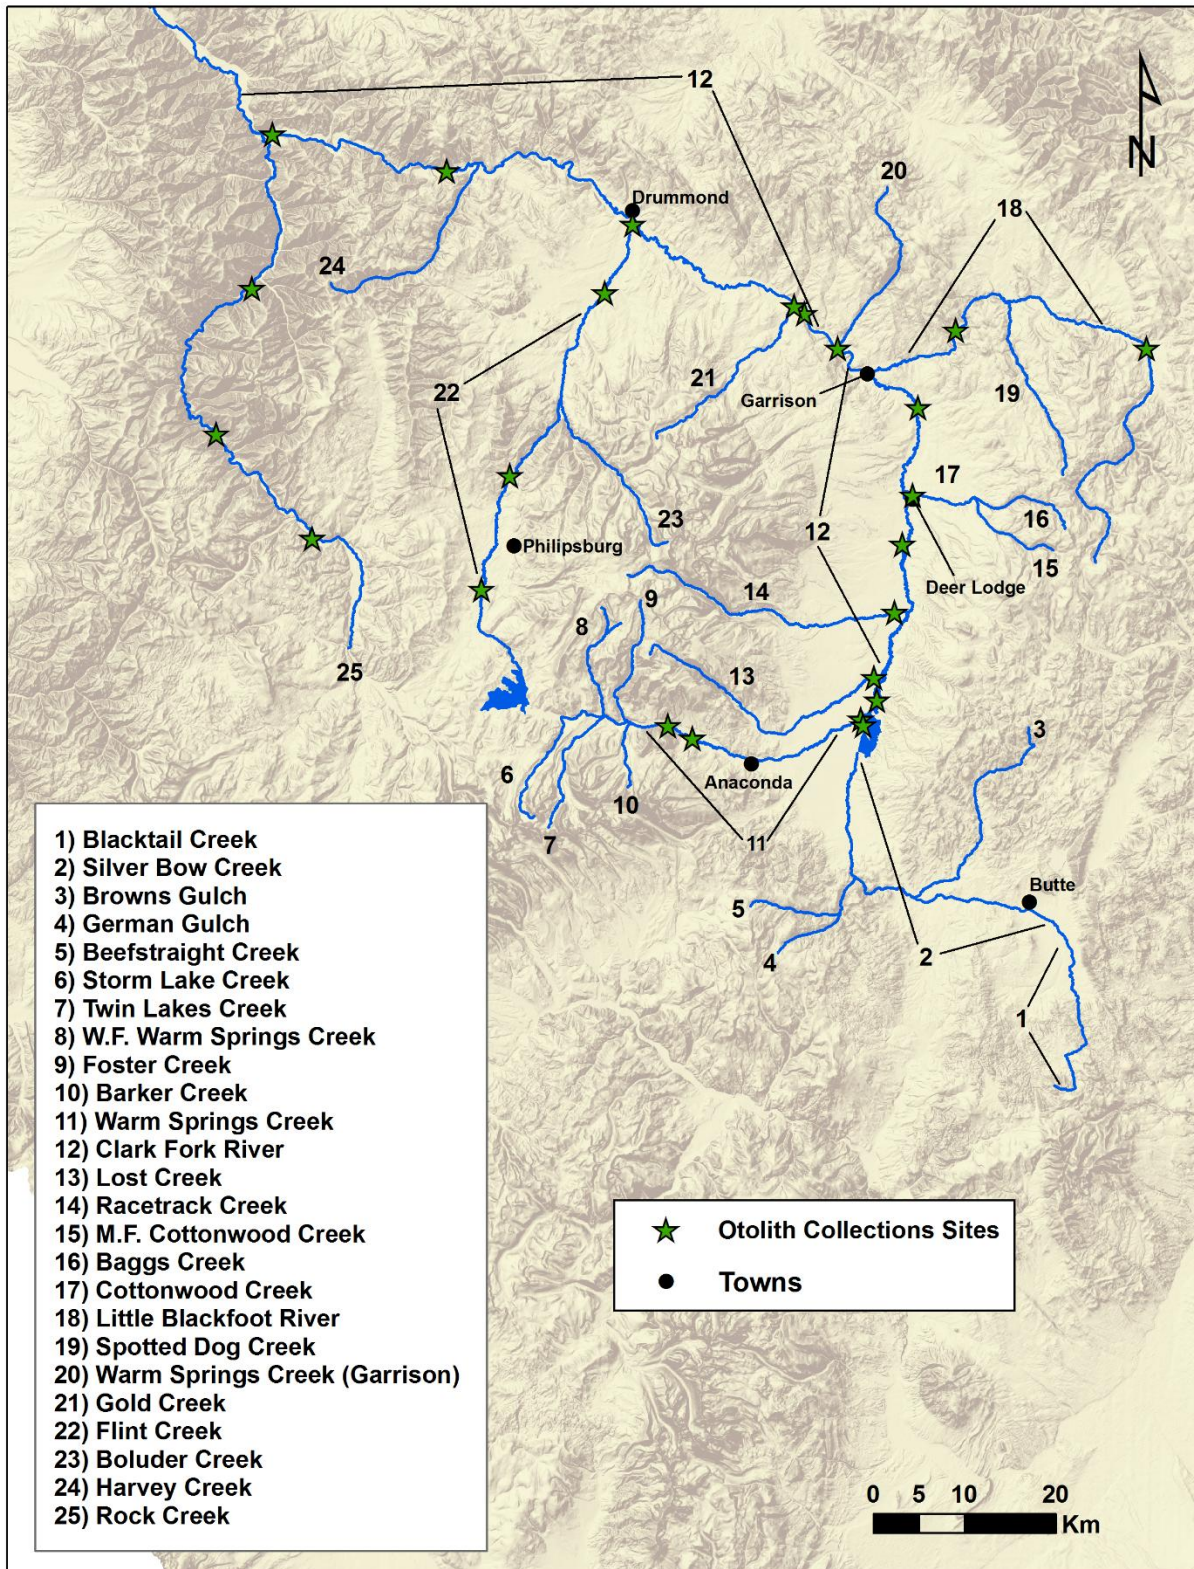 12
N
20
Drummond
18
24
22
21
Garrison
19
17
16
15
23
12
Philipsburg
Deer Lodge
14
9
8
13
25
3
6
Anaconda
10
7
11
Butte
5
4
2
1
1) Blacktail Creek
2) Silver Bow Creek
3) Browns Gulch
4) German Gulch
5) Beefstraight Creek
6) Storm Lake Creek
7) Twin Lakes Creek
8) W.F. Warm Springs Creek
9) Foster Creek
10) Barker Creek
11) Warm Springs Creek
12) Clark Fork River
13) Lost Creek
14) Racetrack Creek
15) M.F. Cottonwood Creek
16) Baggs Creek
17) Cottonwood Creek
18) Little Blackfoot River
19) Spotted Dog Creek
20) Warm Springs Creek (Garrison)
21) Gold Creek
22) Flint Creek
23) Boluder Creek
24) Harvey Creek
25) Rock Creek
Otolith Collections Sites
Towns
0 5 10 20
Km